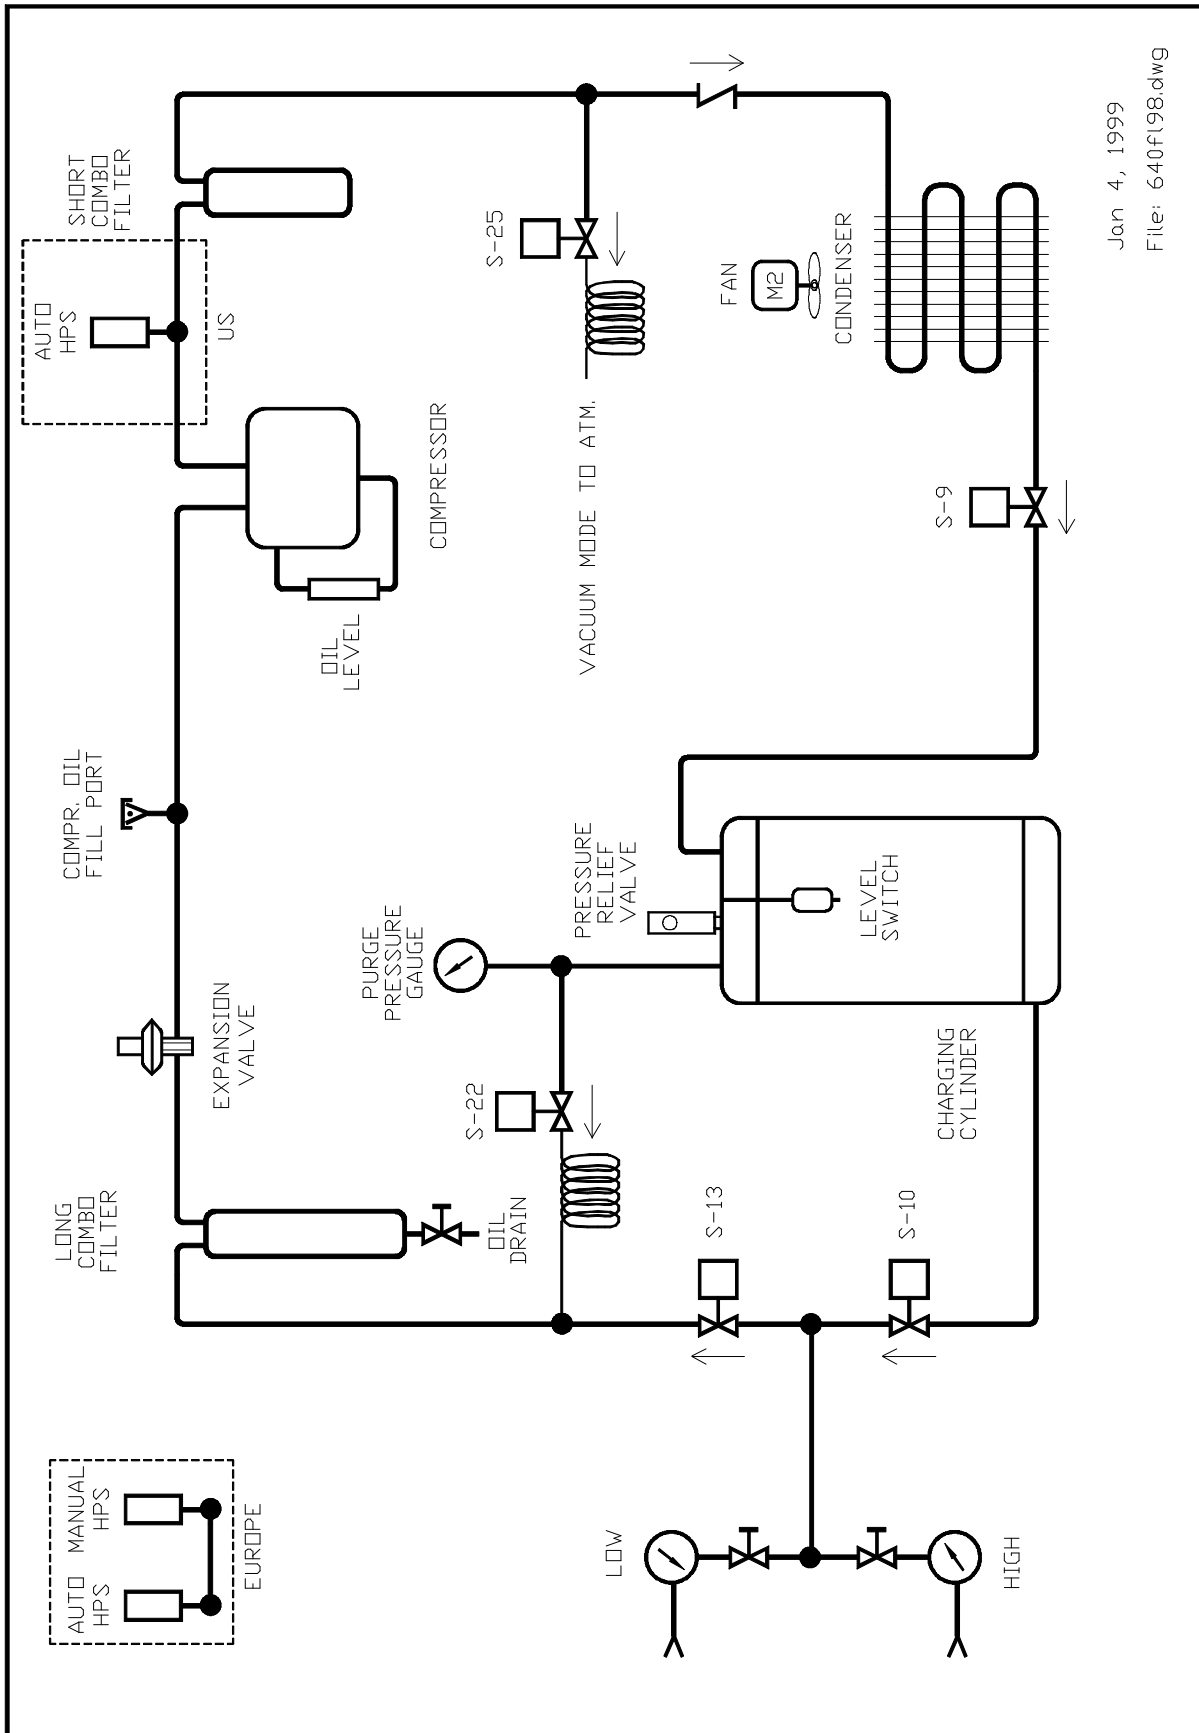 AUTO
HPS
MANUAL
HPS
EUROPE
LONG
COMBO
FILTER
EXPANSION
VALVE
COMPR. OIL
FILL PORT
AUTO
HPS
US
SHORT
COMBO
FILTER
OIL
LEVEL
COMPRESSOR
OIL
DRAIN
PURGE
PRESSURE
GAUGE
S-22
S-25
VACUUM MODE TO ATM.
LOW
HIGH
S-13
S-10
PRESSURE
RELIEF
VALVE
LEVEL
SWITCH
CHARGING
CYLINDER
FAN
M2
CONDENSER
S-9
Jan 4, 1999
File: 640fl98.dwg